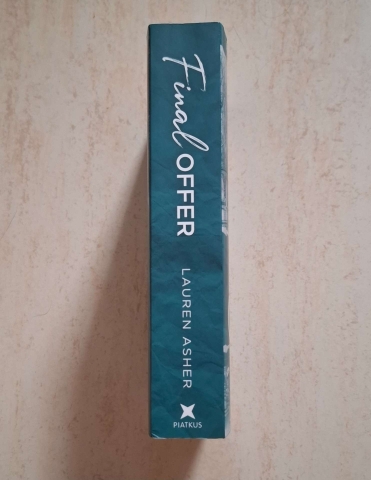 Final OFFER
LAUREN ASHER
PIATKUS